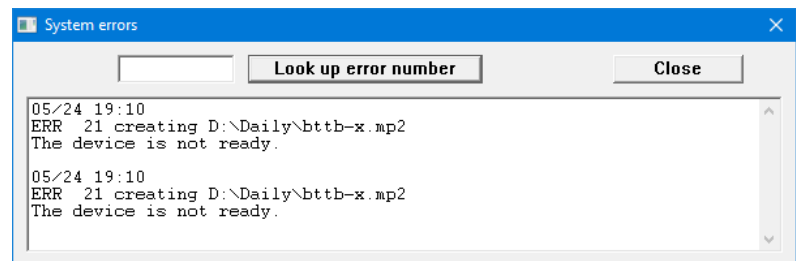 System errors
Look up error number
Close
05/24 19:10
ERR  21 creating D:\Daily\bttb-x.mp2
The device is not ready.
05/24 19:10
ERR  21 creating D:\Daily\bttb-x.mp2
The device is not ready.